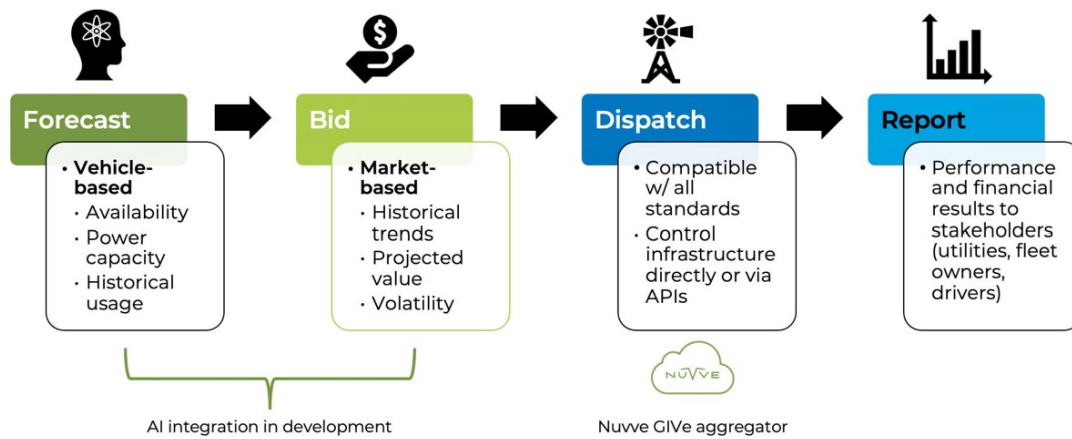 $
Forecast
• Vehicle-
based
· Availability
· Power
capacity
· Historical
usage
Bid
• Market-
based
· Historical
trends
· Projected
value
· Volatility
Dispatch
• Compatible
w/ all
standards
· Control
infrastructure
directly or via
APIs
Report
• Performance
and financial
results to
stakeholders
(utilities, fleet
owners,
drivers)
AI integration in development
NUVVE
Nuvve GIVe aggregator